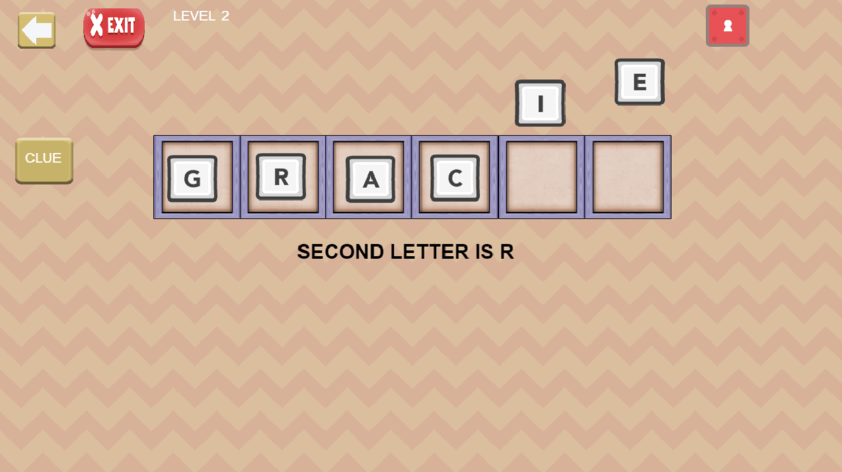 LEVEL 2
X EXIT
E
I
CLUE
G R A C
SECOND LETTER IS R